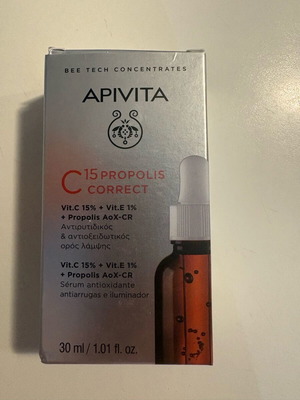 BEE TECH CONCENTRATES
APIVITA
C15 PROPOLIS
CORRECT
Vit.C 15% + Vit.E 1%
+ Propolis AoX-CR
Αντιρυτιδικός
& αντιοξειδωτικός
ορός λάμψης
Vit.C 15% + Vit.E 1%
+ Propolis AoX-CR
Sérum antioxidante
antiarrugas e iluminador
30 ml / 1.01 fl. oz.